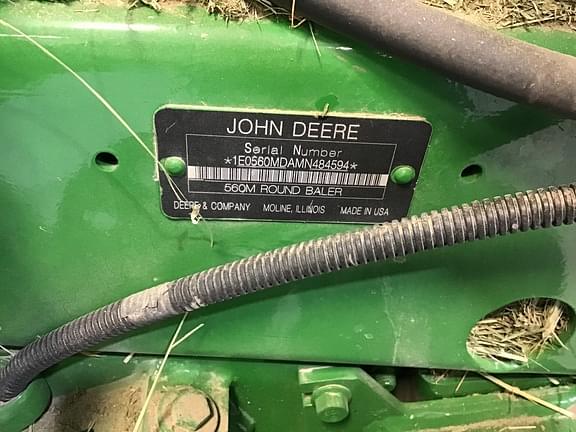 JOHN DEERE
Serial Number
*1E0560MDAMN484594*
560M ROUND BALER
DEERE & COMPANY MOLINE, ILLINOIS MADE IN USA